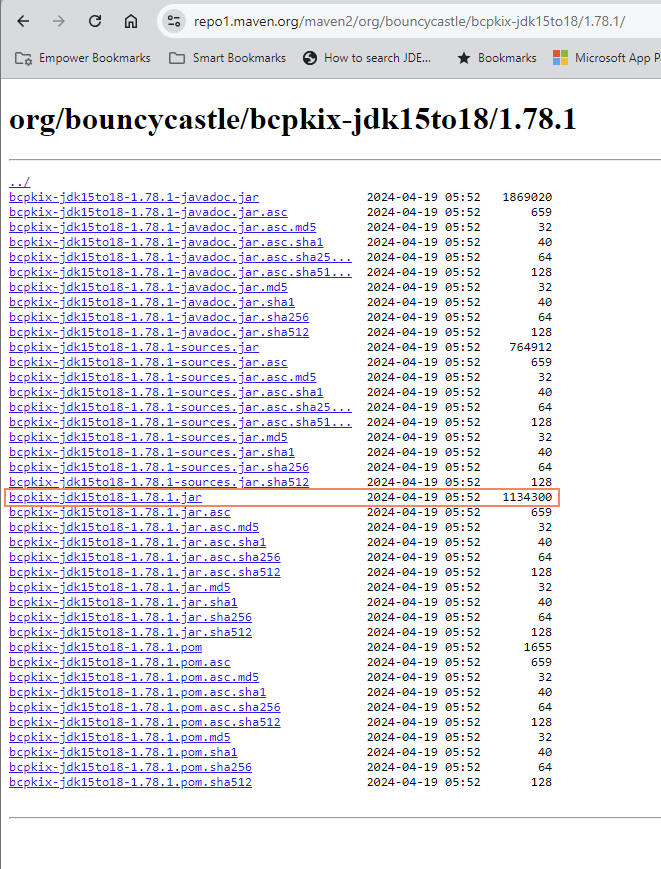 repo1.maven.org/maven2/org/bouncycastle/bcpkix-jdk15to18/1.78.1/
Empower Bookmarks Smart Bookmarks How to search JDE... Bookmarks Microsoft App P
org/bouncycastle/bcpkix-jdk15to18/1.78.1
../
bcpkix-jdk15to18-1.78.1-javadoc.jar 2024-04-19 05:52 1869020
bcpkix-jdk15to18-1.78.1-javadoc.jar.asc 2024-04-19 05:52 659
bcpkix-jdk15to18-1.78.1-javadoc.jar.asc.md5 2024-04-19 05:52 32
bcpkix-jdk15to18-1.78.1-javadoc.jar.asc.sha1 2024-04-19 05:52 40
bcpkix-jdk15to18-1.78.1-javadoc.jar.asc.sha25... 2024-04-19 05:52 64
bcpkix-jdk15to18-1.78.1-javadoc.jar.asc.sha51... 2024-04-19 05:52 128
bcpkix-jdk15to18-1.78.1-javadoc.jar.md5 2024-04-19 05:52 32
bcpkix-jdk15to18-1.78.1-javadoc.jar.sha1 2024-04-19 05:52 40
bcpkix-jdk15to18-1.78.1-javadoc.jar.sha256 2024-04-19 05:52 64
bcpkix-jdk15to18-1.78.1-javadoc.jar.sha512 2024-04-19 05:52 128
bcpkix-jdk15to18-1.78.1-sources.jar 2024-04-19 05:52 764912
bcpkix-jdk15to18-1.78.1-sources.jar.asc 2024-04-19 05:52 659
bcpkix-jdk15to18-1.78.1-sources.jar.asc.md5 2024-04-19 05:52 32
bcpkix-jdk15to18-1.78.1-sources.jar.asc.sha1 2024-04-19 05:52 40
bcpkix-jdk15to18-1.78.1-sources.jar.asc.sha25... 2024-04-19 05:52 64
bcpkix-jdk15to18-1.78.1-sources.jar.asc.sha51... 2024-04-19 05:52 128
bcpkix-jdk15to18-1.78.1-sources.jar.md5 2024-04-19 05:52 32
bcpkix-jdk15to18-1.78.1-sources.jar.sha1 2024-04-19 05:52 40
bcpkix-jdk15to18-1.78.1-sources.jar.sha256 2024-04-19 05:52 64
bcpkix-jdk15to18-1.78.1-sources.jar.sha512 2024-04-19 05:52 128
bcpkix-jdk15to18-1.78.1.jar 2024-04-19 05:52 1134300
bcpkix-jdk15to18-1.78.1.jar.asc 2024-04-19 05:52 659
bcpkix-jdk15to18-1.78.1.jar.asc.md5 2024-04-19 05:52 32
bcpkix-jdk15to18-1.78.1.jar.asc.sha1 2024-04-19 05:52 40
bcpkix-jdk15to18-1.78.1.jar.asc.sha256 2024-04-19 05:52 64
bcpkix-jdk15to18-1.78.1.jar.asc.sha512 2024-04-19 05:52 128
bcpkix-jdk15to18-1.78.1.jar.md5 2024-04-19 05:52 32
bcpkix-jdk15to18-1.78.1.jar.sha1 2024-04-19 05:52 40
bcpkix-jdk15to18-1.78.1.jar.sha256 2024-04-19 05:52 64
bcpkix-jdk15to18-1.78.1.jar.sha512 2024-04-19 05:52 128
bcpkix-jdk15to18-1.78.1.pom 2024-04-19 05:52 1655
bcpkix-jdk15to18-1.78.1.pom.asc 2024-04-19 05:52 659
bcpkix-jdk15to18-1.78.1.pom.asc.md5 2024-04-19 05:52 32
bcpkix-jdk15to18-1.78.1.pom.asc.sha1 2024-04-19 05:52 40
bcpkix-jdk15to18-1.78.1.pom.asc.sha256 2024-04-19 05:52 64
bcpkix-jdk15to18-1.78.1.pom.asc.sha512 2024-04-19 05:52 128
bcpkix-jdk15to18-1.78.1.pom.md5 2024-04-19 05:52 32
bcpkix-jdk15to18-1.78.1.pom.sha1 2024-04-19 05:52 40
bcpkix-jdk15to18-1.78.1.pom.sha256 2024-04-19 05:52 64
bcpkix-jdk15to18-1.78.1.pom.sha512 2024-04-19 05:52 128